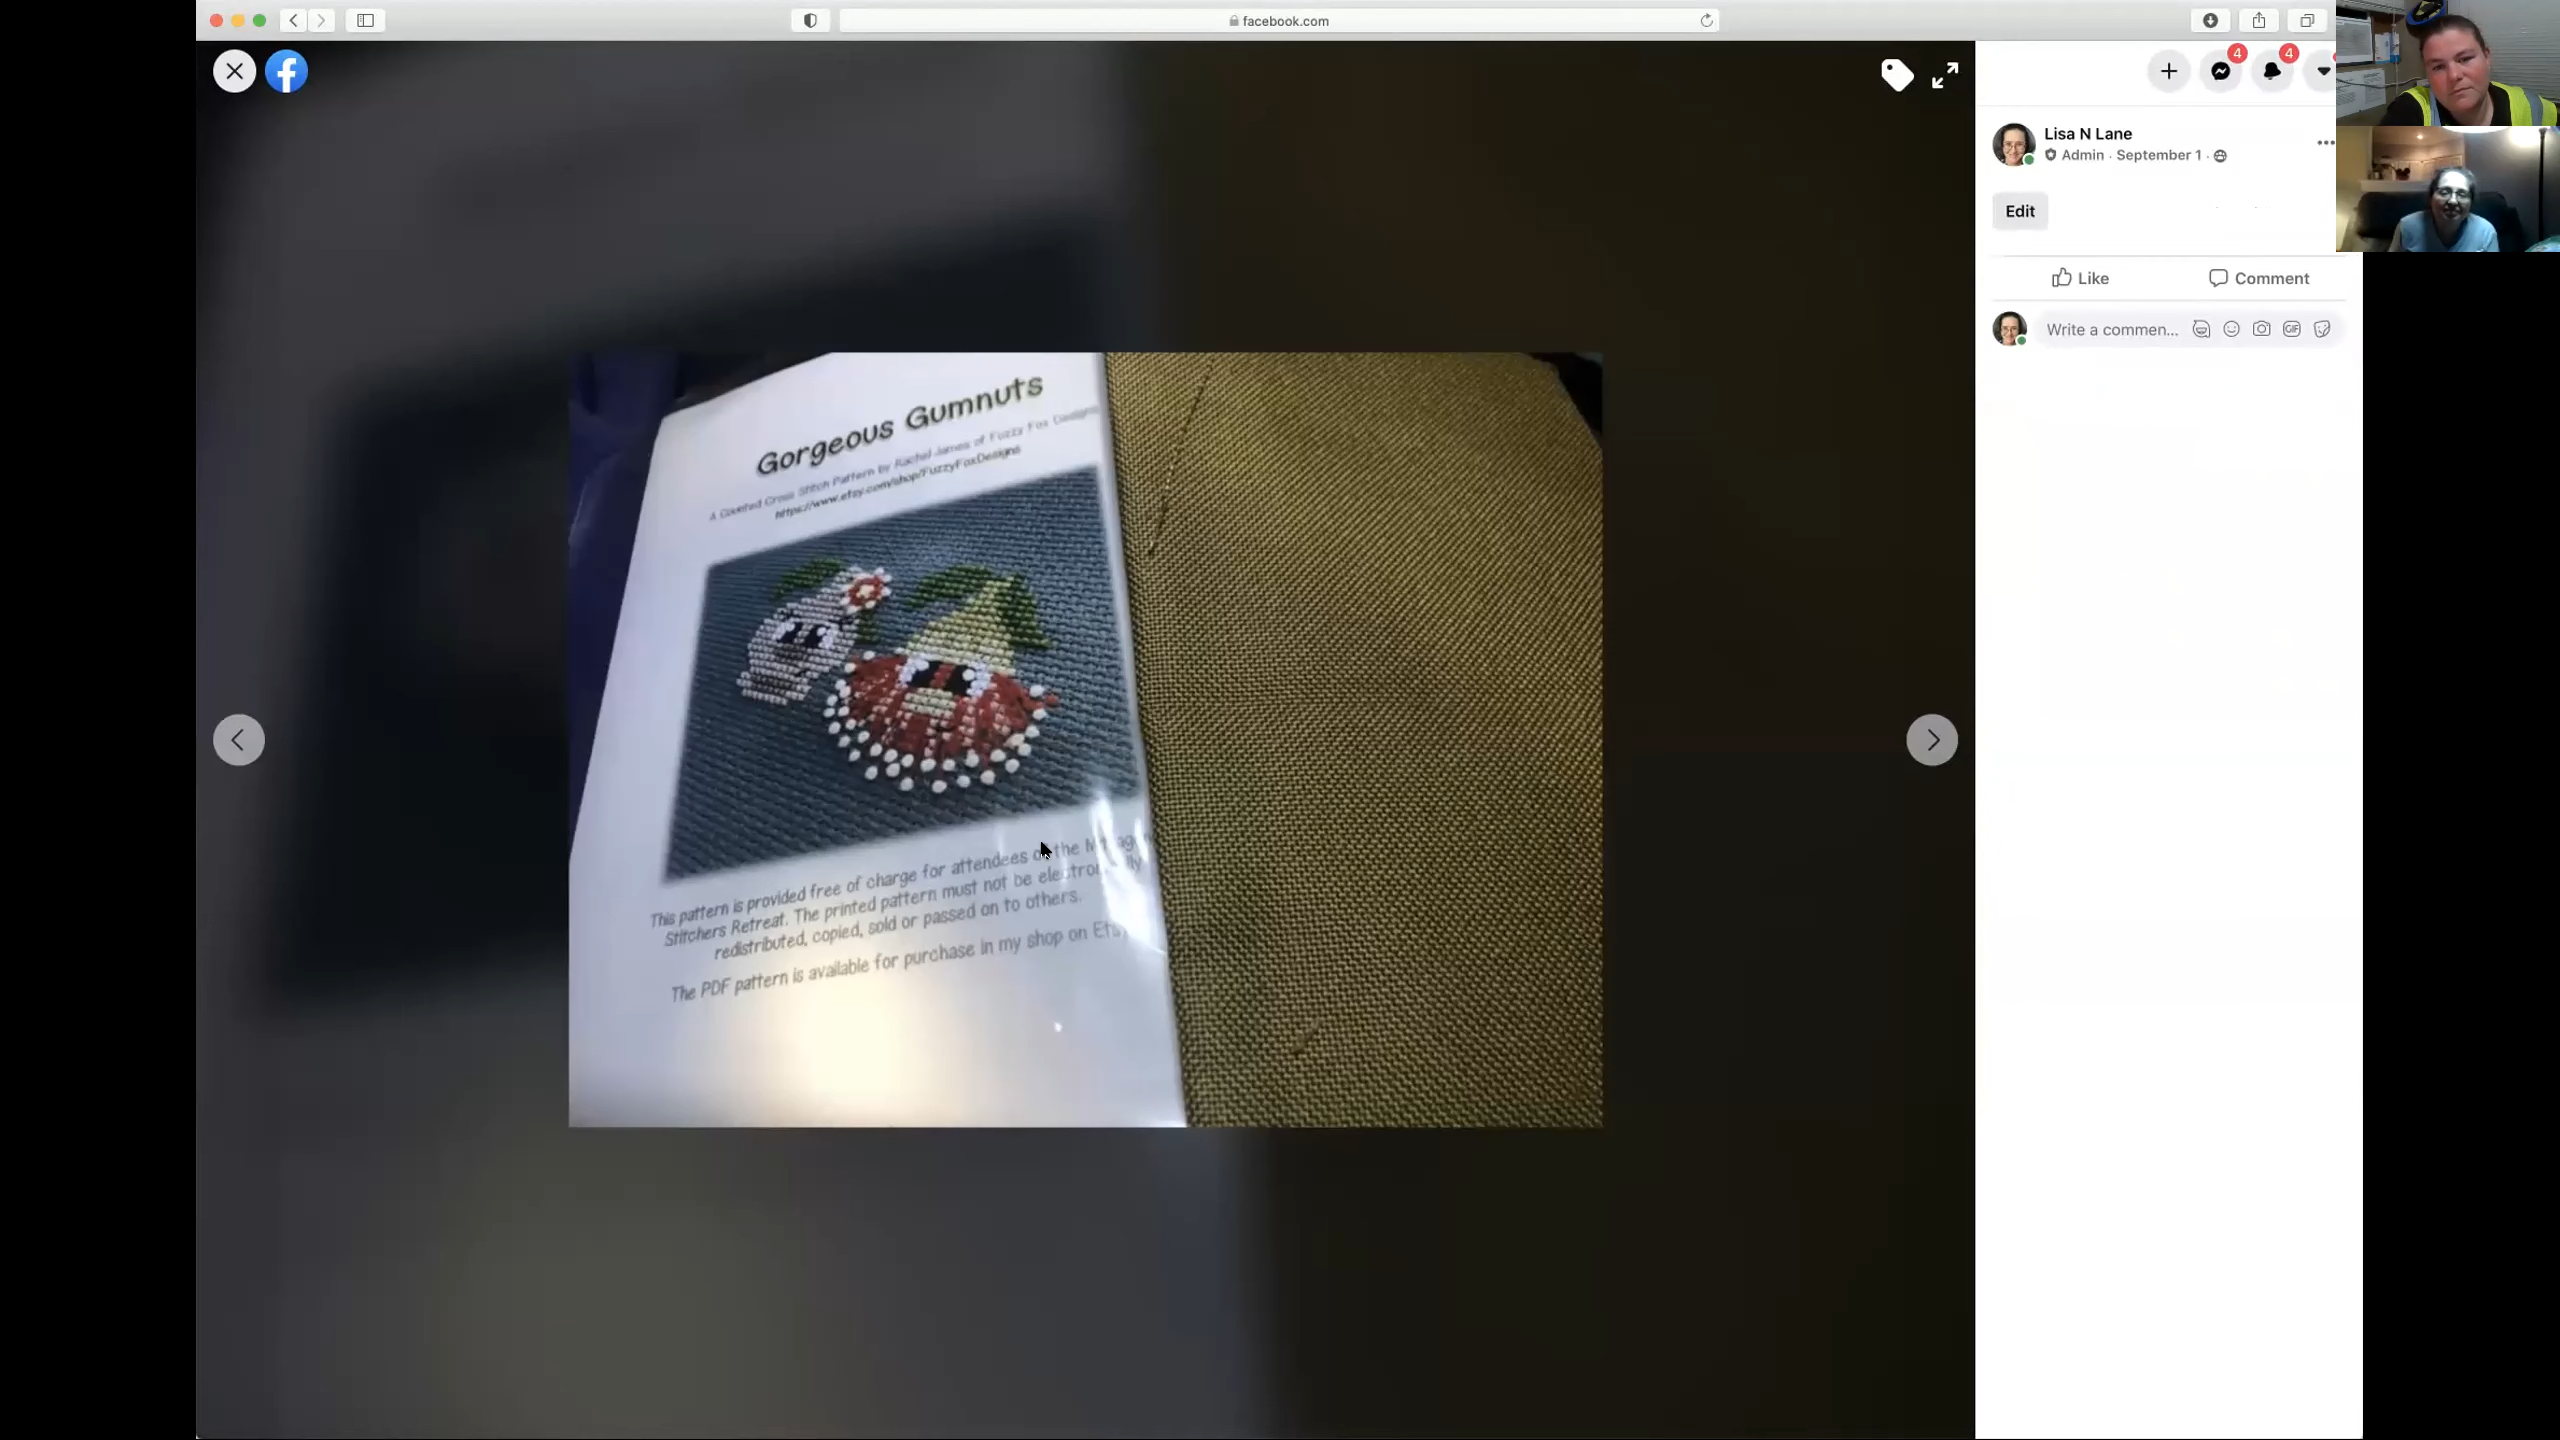 facebook.com
4
4
Lisa N Lane
Admin · September 1 ·
Edit
Like
Comment
Write a commen...
GIF
Gorgeous Gumnuts
A Counted Cross Stitch Pattern by Rachel James of Fuzzy Fox Designs
https://www.etsy.com/shop/FuzzyFoxDesigns
This pattern is provided free of charge for attendees the
Stitchers Retreat. The printed pattern must not be
redistributed, copied, sold or passed on to others.
The PDF pattern is available for purchase in my shop on